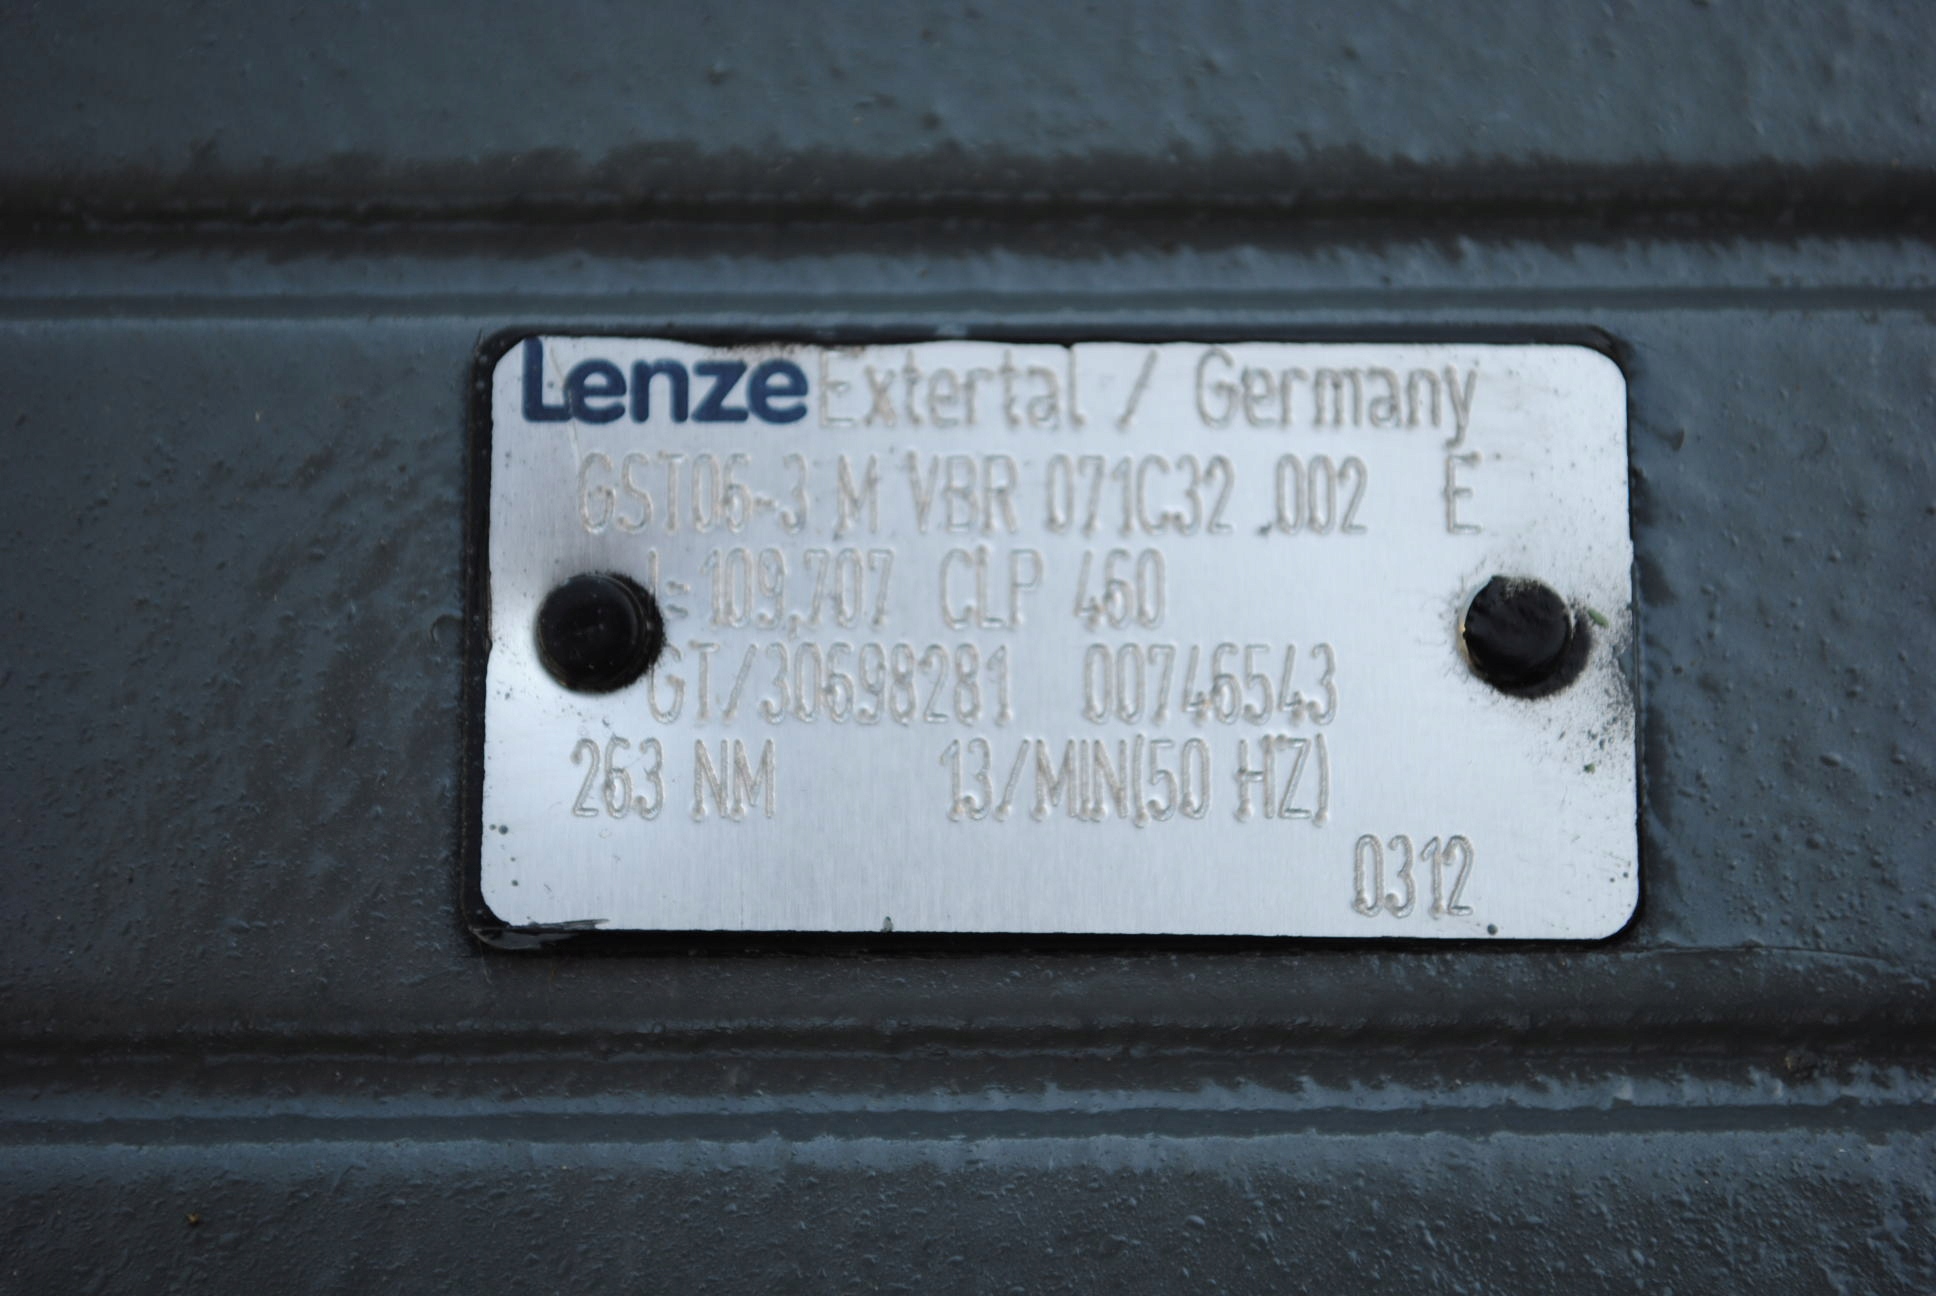 Lenze Extertal / Germany
GST06-3 M VBR 071C32 .002 E
I=109,707 CLP 460
GT/30698281 00746543
263 NM 13/MIN(50 HZ)
0312